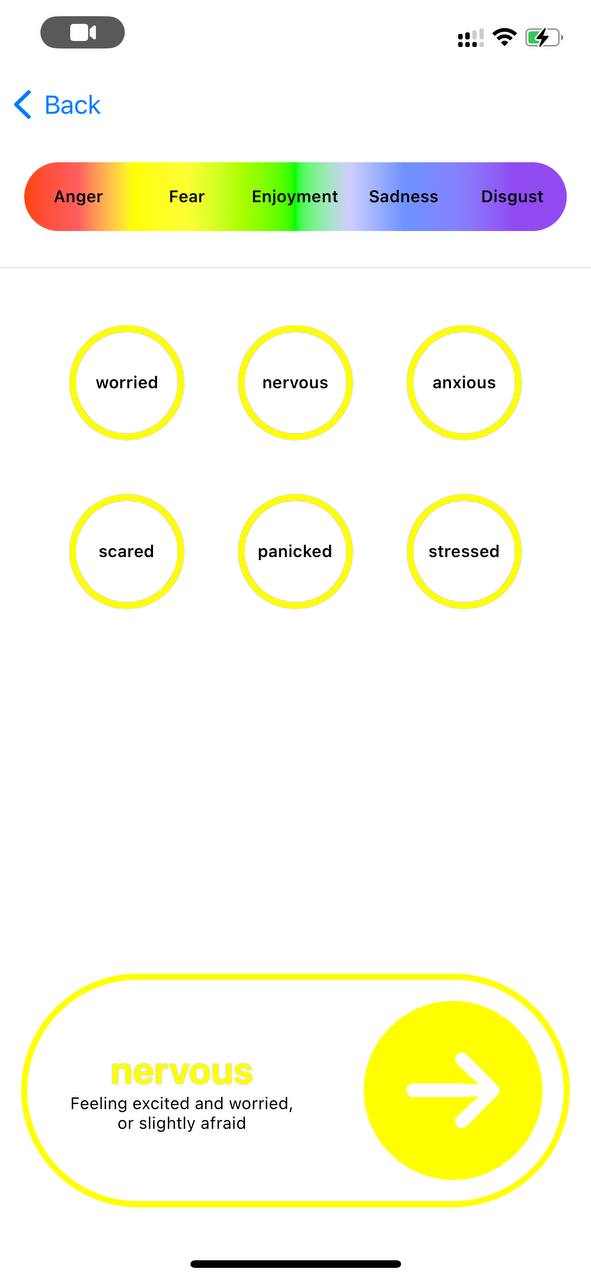 Back
Anger Fear Enjoyment Sadness Disgust
worried nervous anxious
scared panicked stressed
nervous
Feeling excited and worried,
or slightly afraid